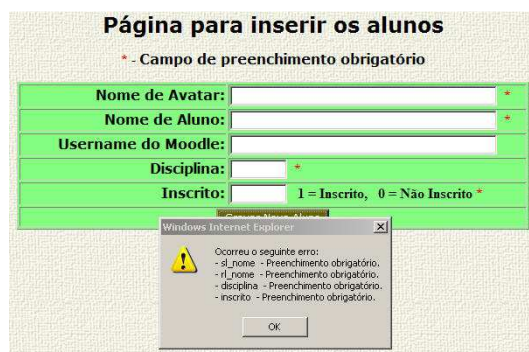 Página para inserir os alunos
* - Campo de preenchimento obrigatório
Nome de Avatar: *
Nome de Aluno: *
Username do Moodle:
Disciplina: *
Inscrito: 1 = Inscrito, 0 = Não Inscrito *
Windows Internet Explorer
Ocorreu o seguinte erro:
- sl_nome - Preenchimento obrigatório.
- rl_nome - Preenchimento obrigatório.
- disciplina - Preenchimento obrigatório.
- inscrito - Preenchimento obrigatório.
OK